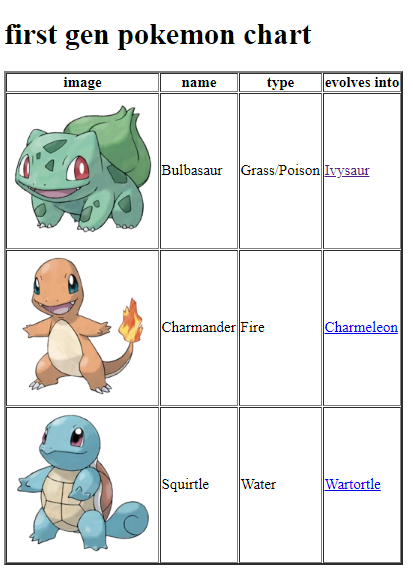 first gen pokemon chart
image name type evolves into
Bulbasaur Grass/Poison Ivysaur
Charmander Fire Charmeleon
Squirtle Water Wartortle